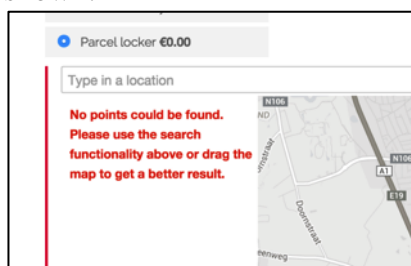 Parcel locker €0.00
Type in a location
No points could be found.
Please use the search
functionality above or drag the
map to get a better result.
N106
ND
N106
A1
E19
Doornstraat